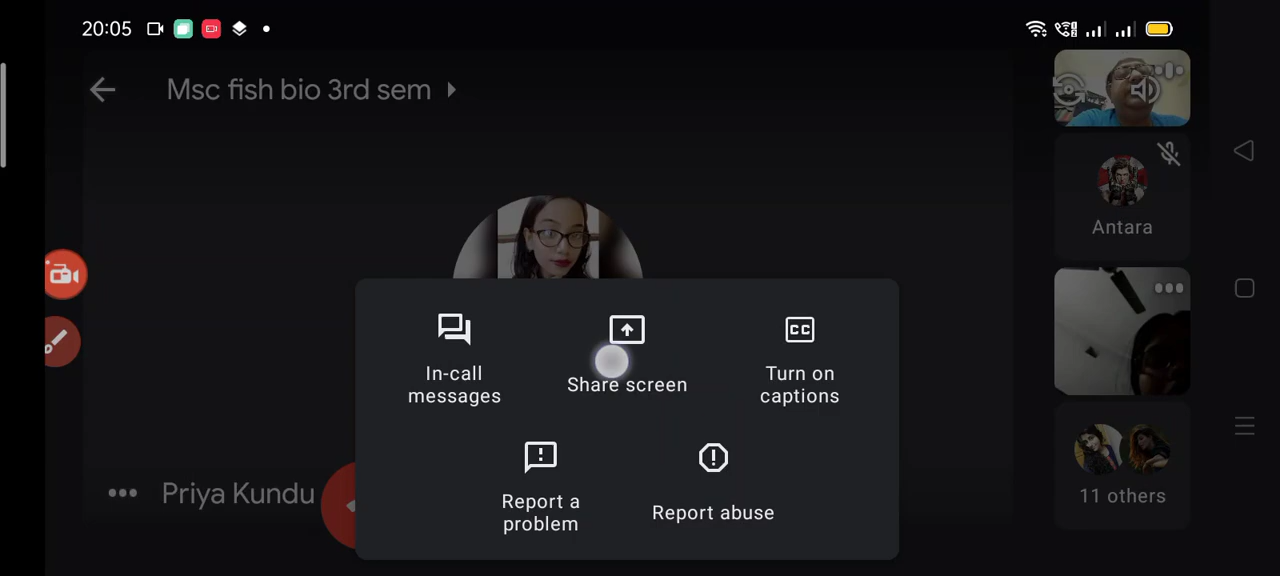 20:05
Msc fish bio 3rd sem
Antara
In-call
messages
Share screen
CC
Turn on
captions
Report a
problem
Report abuse
Priya Kundu
11 others